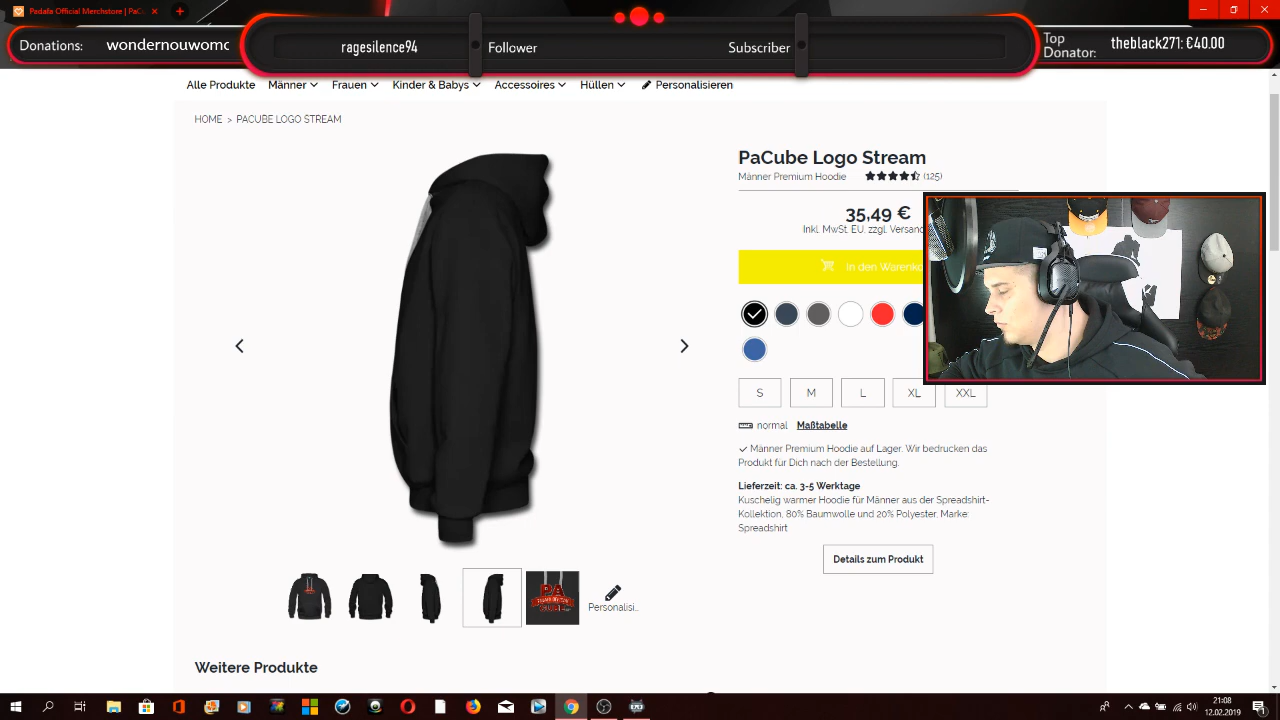 Padafa Official Merchstore | PaC
Donations:
wondernouwomc
ragesilence94
Follower
Subscriber
Top
Donator:
theblack271: €40.00
Alle Produkte
Männer
Frauen
Kinder & Babys
Accessoires
Hüllen
Personalisieren
HOME > PACUBE LOGO STREAM
PaCube Logo Stream
Männer Premium Hoodie
(125)
35,49 €
Inkl. MwSt. EU. zzgl. Versand
In den Warenko
S
M
L
XL
XXL
normal
Maßtabelle
Männer Premium Hoodie auf Lager. Wir bedrucken das
Produkt für Dich nach der Bestellung.
Lieferzeit: ca. 3-5 Werktage
Kuschelig warmer Hoodie für Männer aus der Spreadshirt-
Kollektion, 80% Baumwolle und 20% Polyester, Marke:
Spreadshirt
Details zum Produkt
PA
Personalisi...
Weitere Produkte
21:08
12.02.2019